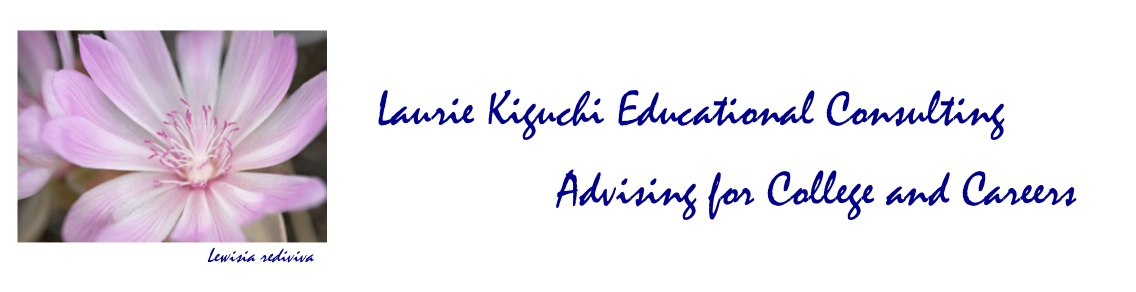 Laurie Kiguchi Educational Consulting
Advising for College and Careers
Lewisia rediviva